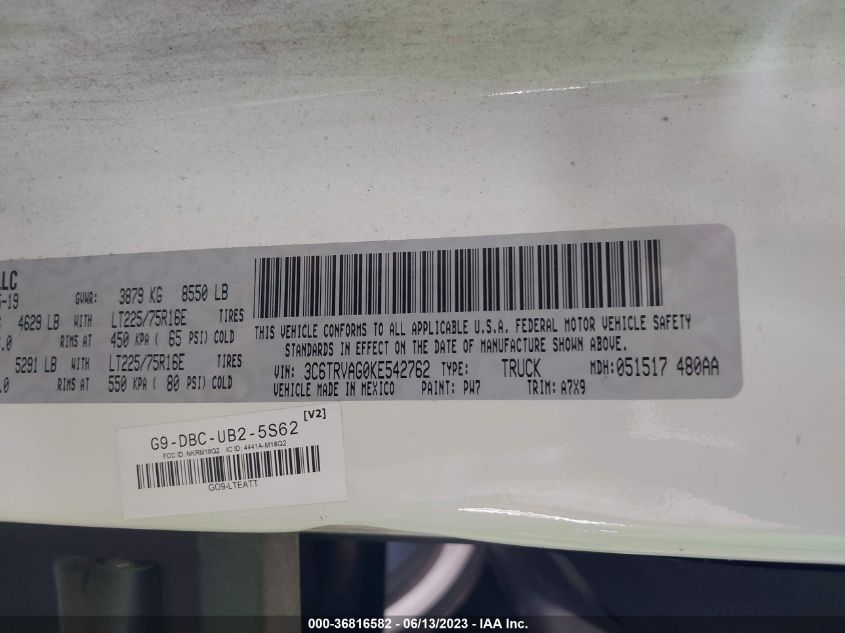 LLC
-19 GVWR: 3879 KG 8550 LB
4629 LB WITH LT225/75R16E TIRES
.0 RIMS AT 450 KPA ( 65 PSI) COLD
5291 LB WITH LT225/75R16E TIRES
.0 RIMS AT 550 KPA ( 80 PSI) COLD
THIS VEHICLE CONFORMS TO ALL APPLICABLE U.S.A. FEDERAL MOTOR VEHICLE SAFETY
STANDARDS IN EFFECT ON THE DATE OF MANUFACTURE SHOWN ABOVE.
VIN: 3C6TRVAG0KE542762 TYPE: TRUCK MDH:051517 480AA
VEHICLE MADE IN MEXICO PAINT: PW7 TRIM: A7X9
[V2]
G9-DBC-UB2-5S62
FCC ID: NKRM18Q2 IC ID: 4441A-M18Q2
GO9-LTEATT
000-36816582 - 06/13/2023 - IAA Inc.